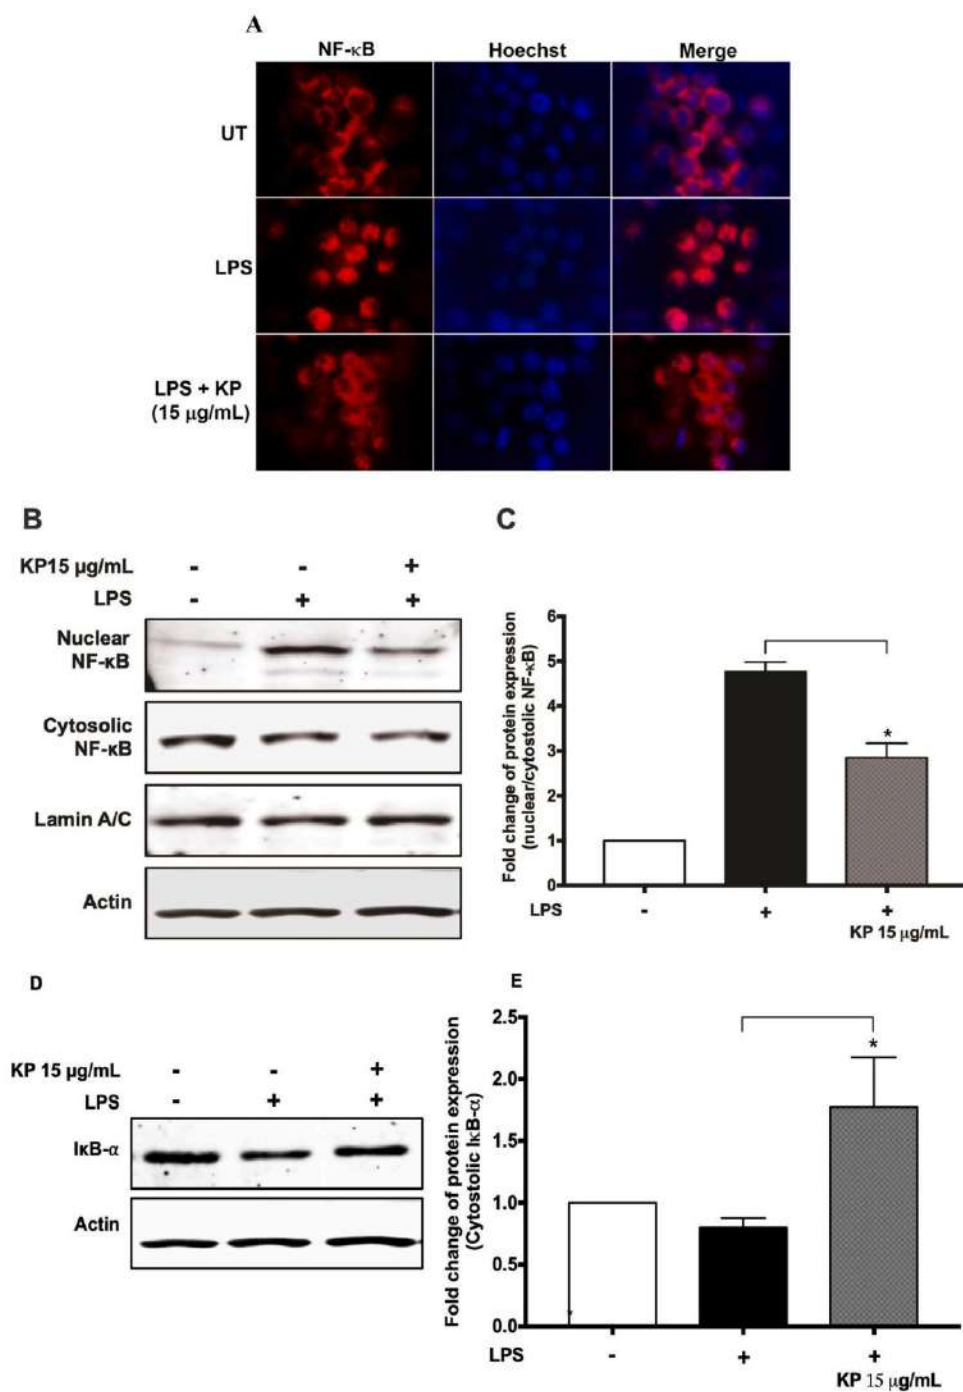 A
NF-κB Hoechst Merge
UT
LPS
LPS + KP
(15 μg/mL)
B
KP15 μg/mL - - +
LPS - + +
Nuclear
NF-κB
Cytosolic
NF-κB
Lamin A/C
Actin
C
Fold change of protein expression
(nuclear/cytostolic NF-κB)
6
5
4
3
2
1
0
*
LPS - + +
KP 15 μg/mL
D
KP 15 μg/mL - - +
LPS - + +
IκB-α
Actin
E
Fold change of protein expression
(Cytostolic IκB-α)
2.5
2.0
1.5
1.0
0.5
0.0
*
LPS - + +
KP 15 μg/mL